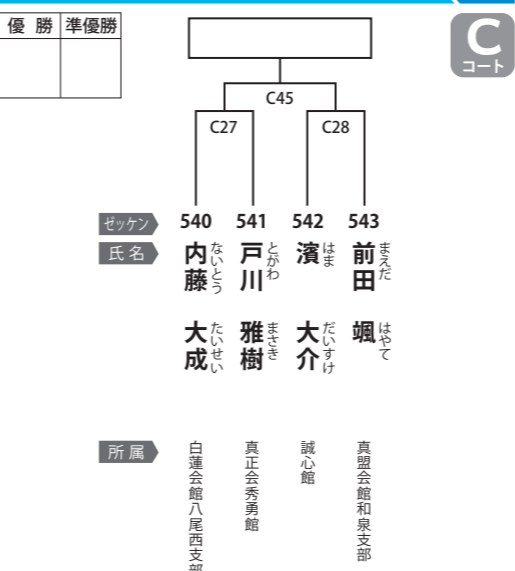 優 勝 準優勝
C
コート
C45
C27 C28
ゼッケン 540 541 542 543
氏 名
内藤 大成
ないとう たいせい
戸川 雅樹
とがわ まさき
濱 大介
はま だいすけ
前田 颯
まえだ はやて
所 属
白蓮会館八尾西支部
真正会秀勇館
誠心館
真盟会館和泉支部